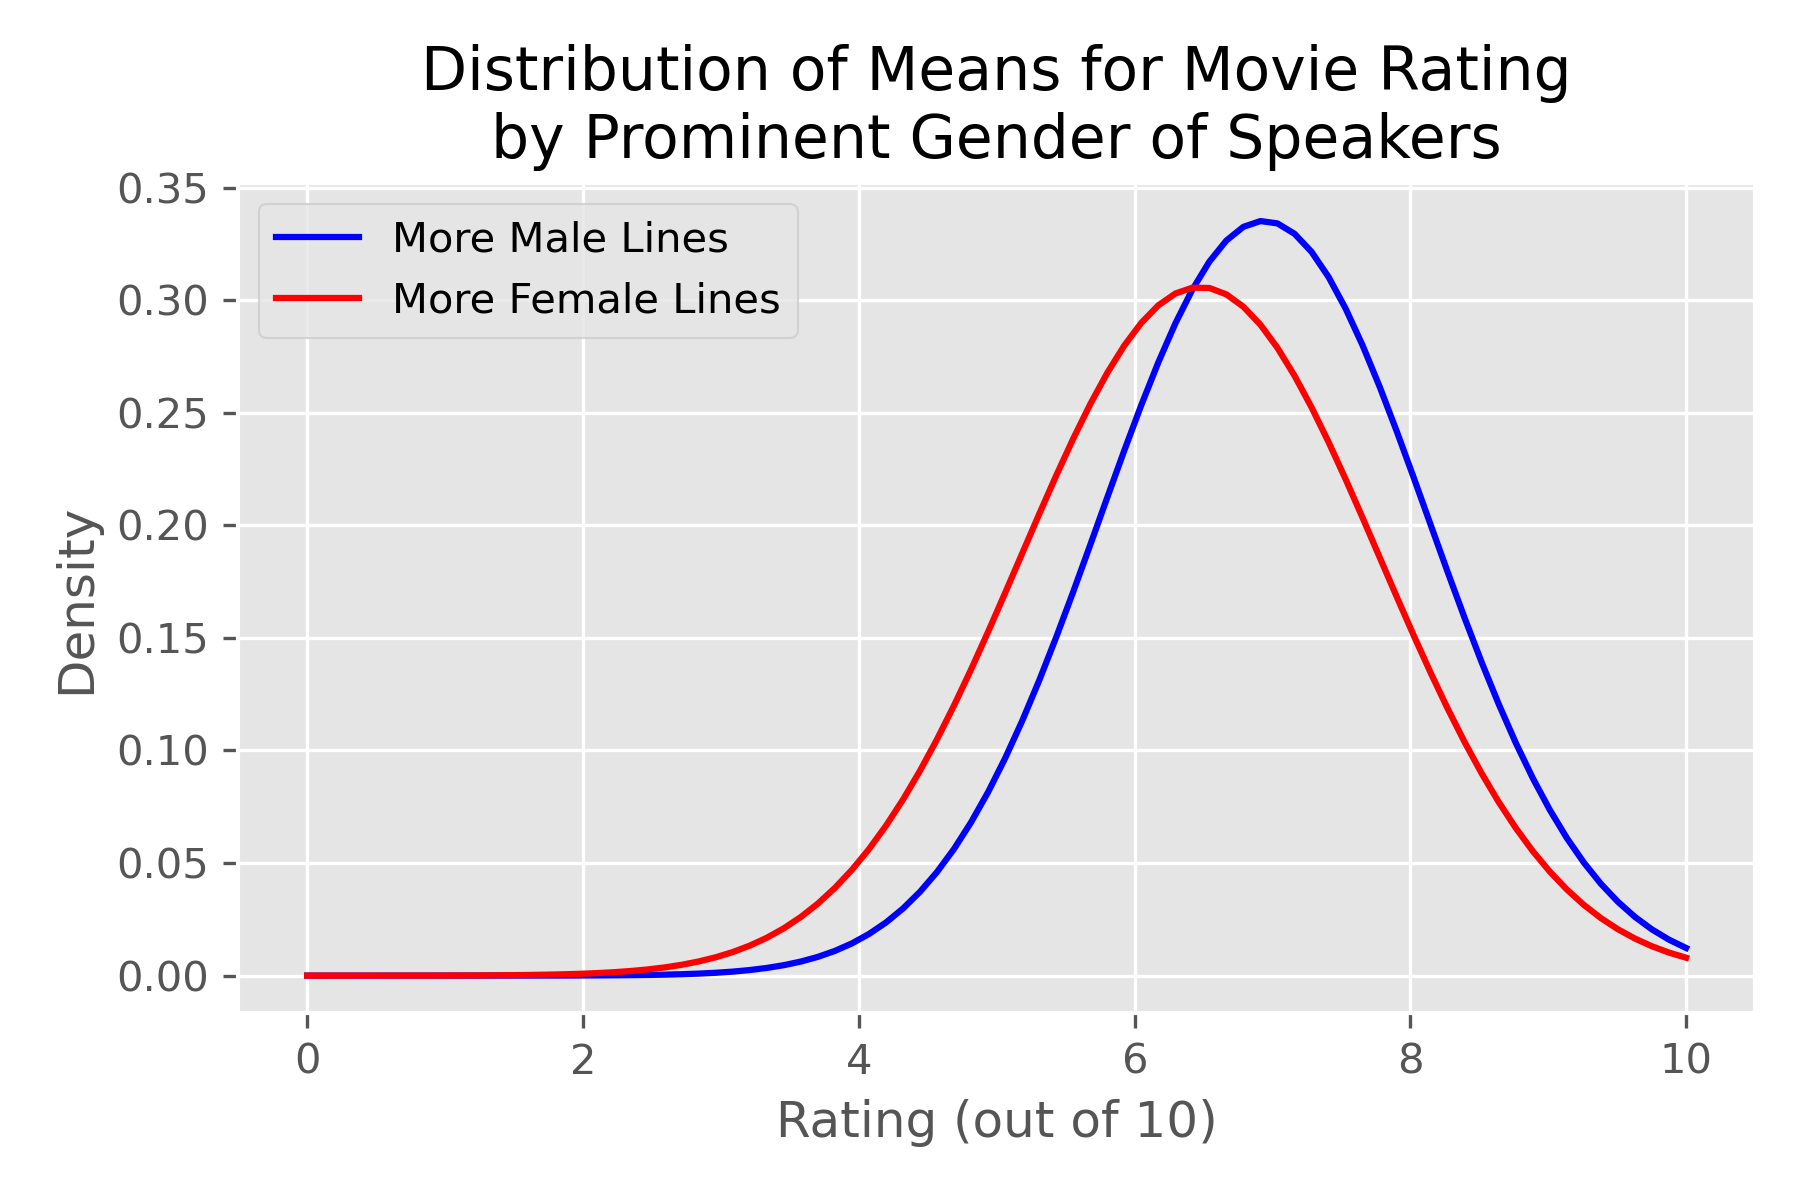 Distribution of Means for Movie Rating
by Prominent Gender of Speakers
More Male Lines
More Female Lines
0.35
0.30
0.25
0.20
0.15
0.10
0.05
0.00
Density
0 2 4 6 8 10
Rating (out of 10)